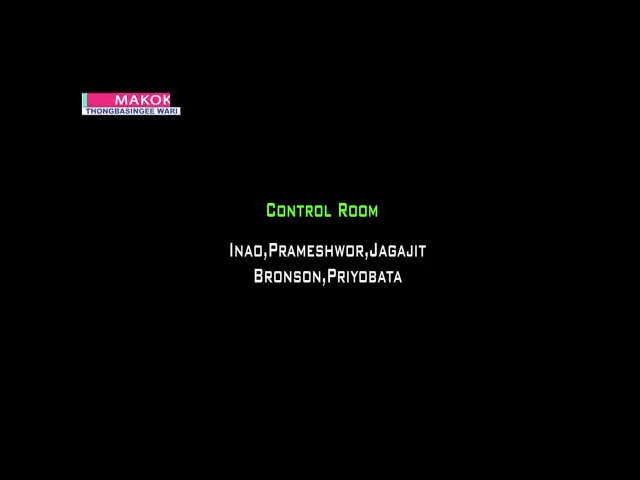 MAKOK
THONGBASINGEE WARI
CONTROL ROOM
INAO,PRAMESHWOR,JAGAJIT
BRONSON,PRIYOBATA